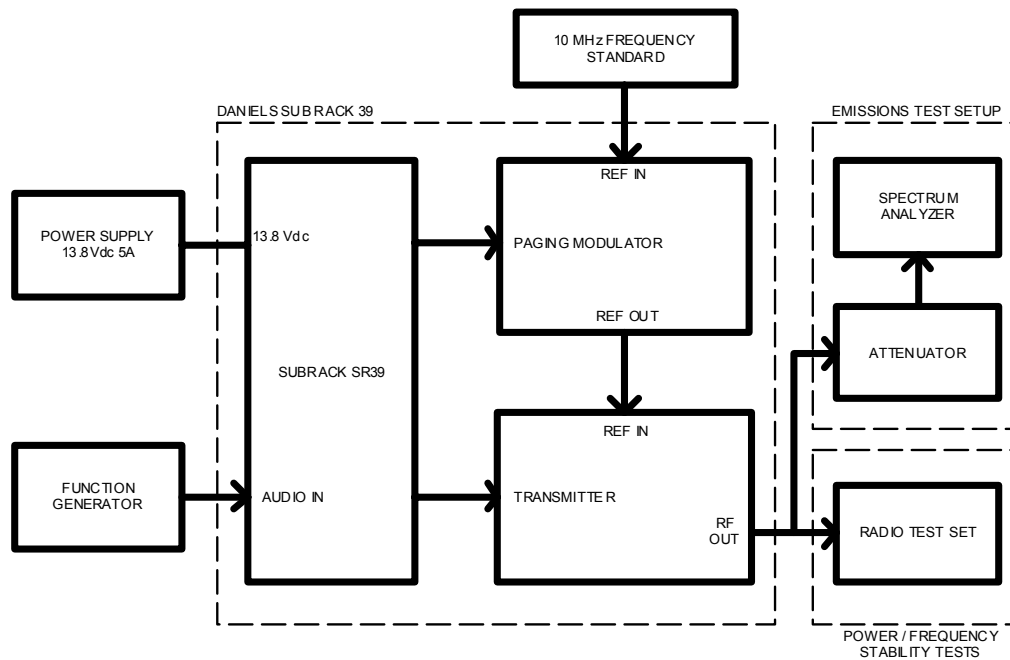 10 MHz FREQUENCY
STANDARD
DANIELS SUBRACK 39
EMISSIONS TEST SETUP
REF IN
SPECTRUM
ANALYZER
POWER SUPPLY
13.8Vdc 5A
13.8 Vdc
PAGING MODULATOR
REF OUT
ATTENUATOR
SUBRACK SR39
REF IN
FUNCTION
GENERATOR
AUDIO IN
TRANSMITTER
RF
OUT
RADIO TEST SET
POWER / FREQUENCY
STABILITY TESTS